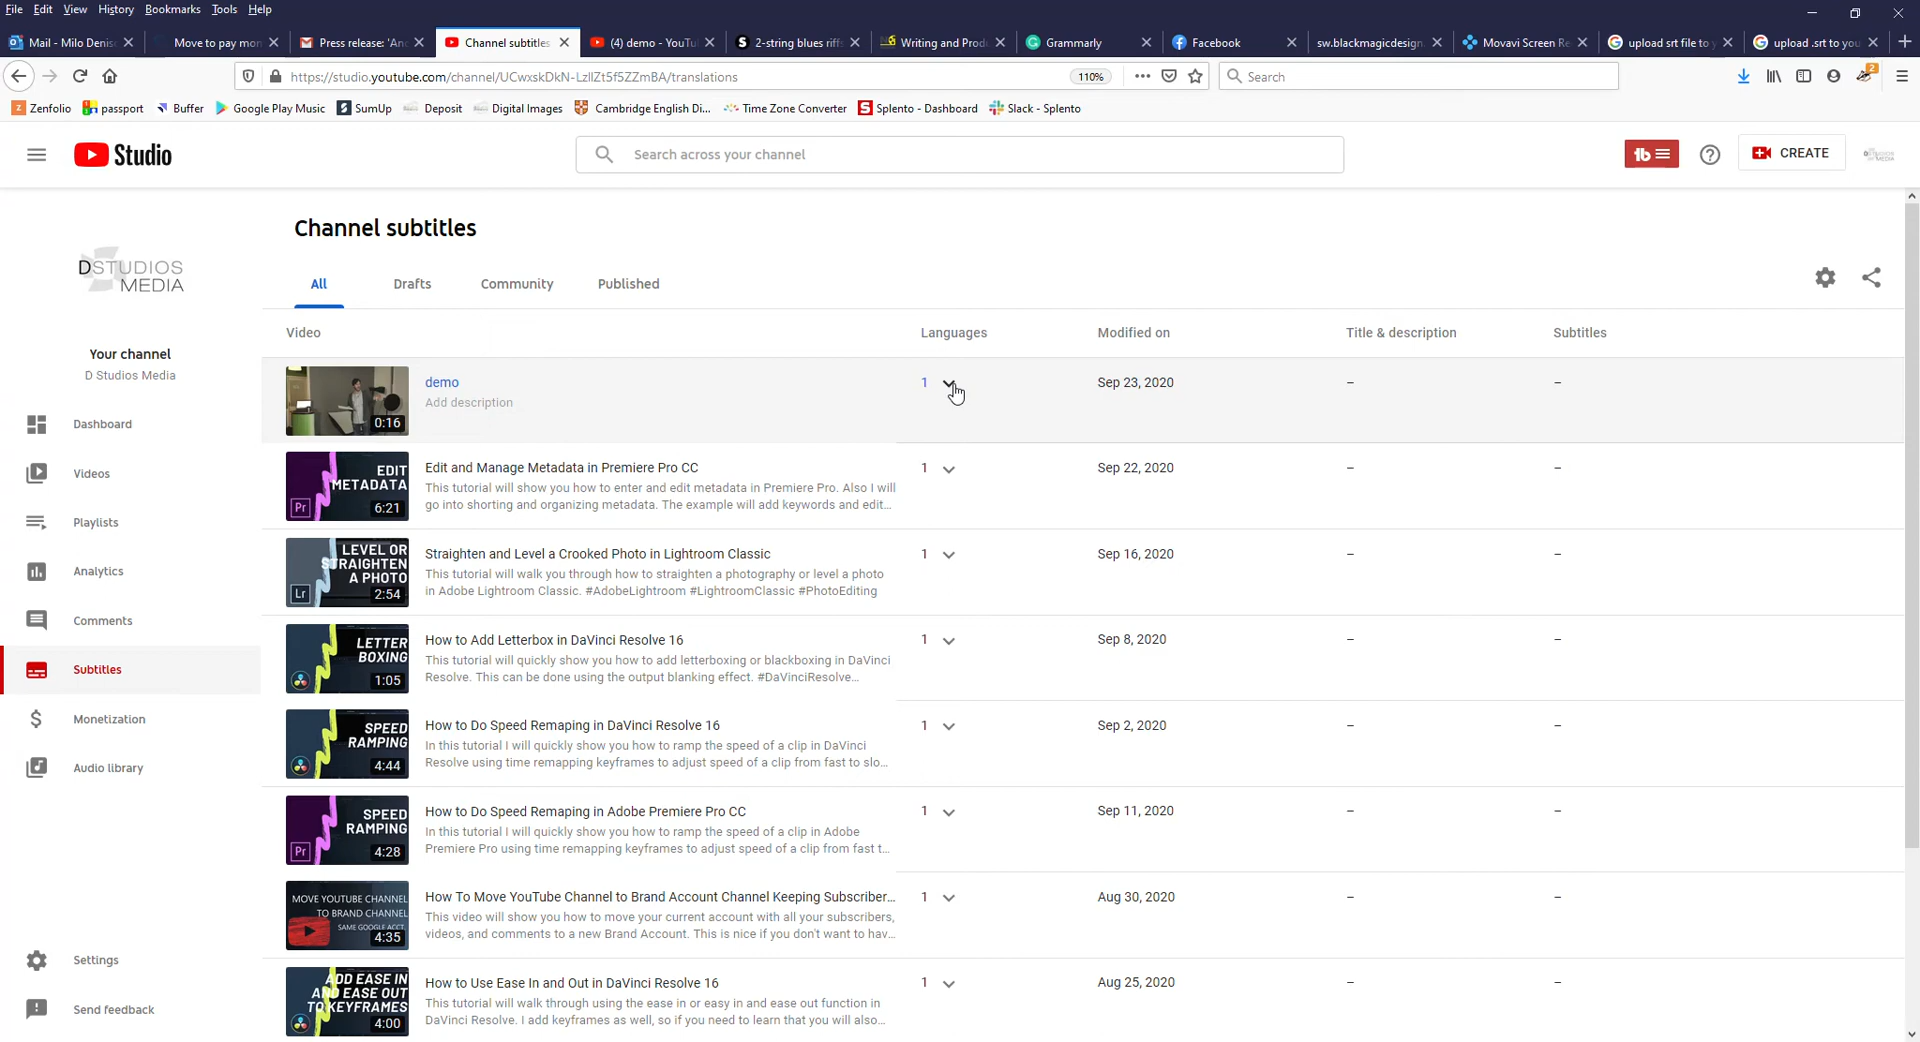 File Edit View History Bookmarks Tools Help
Mail - Milo Denis Move to pay mon Press release: 'An Channel subtitles (4) demo - YouTu 2-string blues riffs Writing and Prod Grammarly Facebook sw.blackmagicdesign. Movavi Screen Re upload srt file to y upload .srt to you
https://studio.youtube.com/channel/UCwxskDkN-LzIlZt5f5ZZmBA/translations 110% Search
Zenfolio passport Buffer Google Play Music SumUp Deposit Digital Images Cambridge English Di... Time Zone Converter Splento - Dashboard Slack - Splento
Studio Search across your channel CREATE
Channel subtitles
DSTUDIOS
MEDIA
All Drafts Community Published
Your channel
D Studios Media
Dashboard
Videos
Playlists
Analytics
Comments
Subtitles
Monetization
Audio library
Settings
Send feedback
Video Languages Modified on Title & description Subtitles
demo 1 Sep 23, 2020 – –
Add description
0:16
EDIT
METADATA
Pr 6:21
Edit and Manage Metadata in Premiere Pro CC 1 Sep 22, 2020 – –
This tutorial will show you how to enter and edit metadata in Premiere Pro. Also I will
go into shorting and organizing metadata. The example will add keywords and edit...
LEVEL OR
STRAIGHTEN
A PHOTO
Lr 2:54
Straighten and Level a Crooked Photo in Lightroom Classic 1 Sep 16, 2020 – –
This tutorial will walk you through how to straighten a photography or level a photo
in Adobe Lightroom Classic. #AdobeLightroom #LightroomClassic #PhotoEditing
LETTER
BOXING
1:05
How to Add Letterbox in DaVinci Resolve 16 1 Sep 8, 2020 – –
This tutorial will quickly show you how to add letterboxing or blackboxing in DaVinci
Resolve. This can be done using the output blanking effect. #DaVinciResolve...
SPEED
RAMPING
4:44
How to Do Speed Remaping in DaVinci Resolve 16 1 Sep 2, 2020 – –
In this tutorial I will quickly show you how to ramp the speed of a clip in DaVinci
Resolve using time remapping keyframes to adjust speed of a clip from fast to slo...
SPEED
RAMPING
Pr 4:28
How to Do Speed Remaping in Adobe Premiere Pro CC 1 Sep 11, 2020 – –
In this tutorial I will quickly show you how to ramp the speed of a clip in Adobe
Premiere Pro using time remapping keyframes to adjust speed of a clip from fast t...
MOVE YOUTUBE CHANNEL
TO BRAND CHANNEL
SAME GOOGLE ACCT.
4:35
How To Move YouTube Channel to Brand Account Channel Keeping Subscriber... 1 Aug 30, 2020 – –
This video will show you how to move your current account with all your subscribers,
videos, and comments to a new Brand Account. This is nice if you don't want to hav...
ADD EASE IN
AND EASE OUT
TO KEYFRAMES
4:00
How to Use Ease In and Out in DaVinci Resolve 16 1 Aug 25, 2020 – –
This tutorial will walk through using the ease in or easy in and ease out function in
DaVinci Resolve. I add keyframes as well, so if you need to learn that you will also...